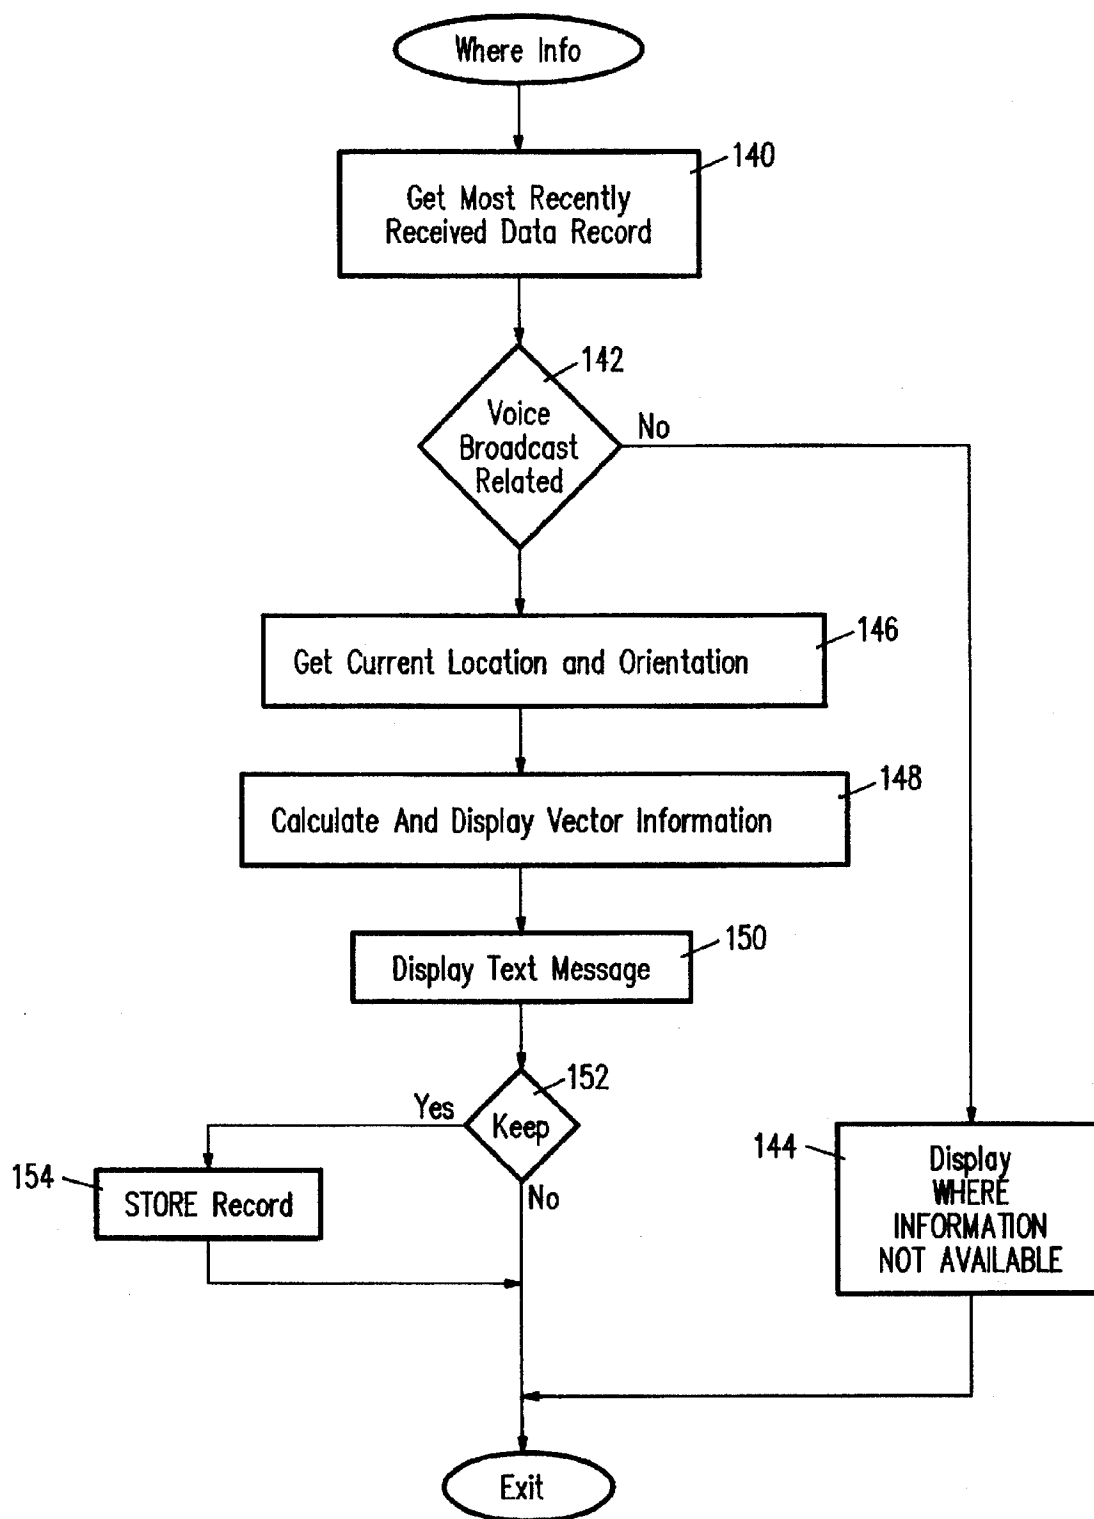 Where Info
140
Get Most Recently
Received Data Record
142
Voice
Broadcast
Related
No
146
Get Current Location and Orientation
148
Calculate And Display Vector Information
150
Display Text Message
152
Keep
Yes
No
154
STORE Record
144
Display
WHERE
INFORMATION
NOT AVAILABLE
Exit